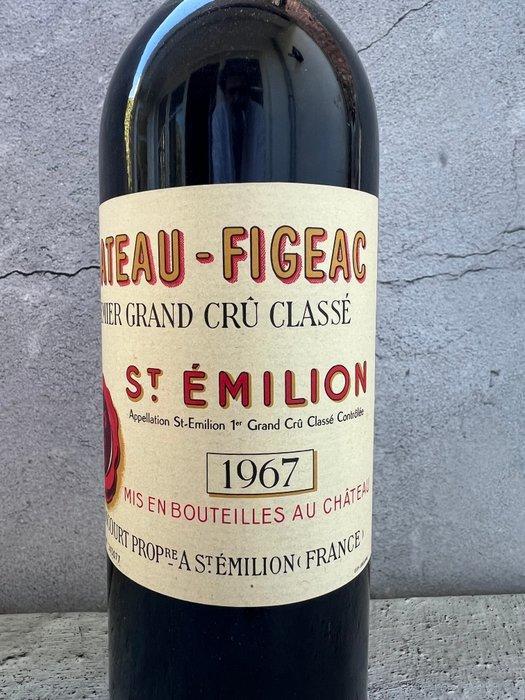 ATEAU-FIGEAC
MIER GRAND CRÛ CLASSÉ
ST ÉMILION
Appellation St-Emilion 1er Grand Crû Classé Contrôlée
1967
MIS EN BOUTEILLES AU CHÂTEAU
COURT PROPRE A ST ÉMILION (FRANCE)